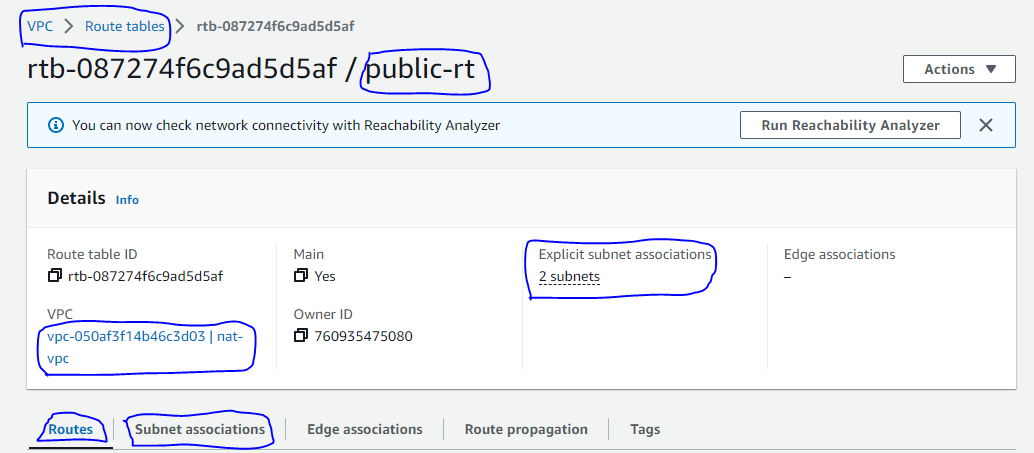 VPC > Route tables > rtb-087274f6c9ad5d5af
rtb-087274f6c9ad5d5af / public-rt
Actions ▼
You can now check network connectivity with Reachability Analyzer
Run Reachability Analyzer
Details Info
Route table ID
rtb-087274f6c9ad5d5af
Main
Yes
Explicit subnet associations
2 subnets
Edge associations
–
VPC
vpc-050af3f14b46c3d03 | nat-
vpc
Owner ID
760935475080
Routes
Subnet associations
Edge associations
Route propagation
Tags